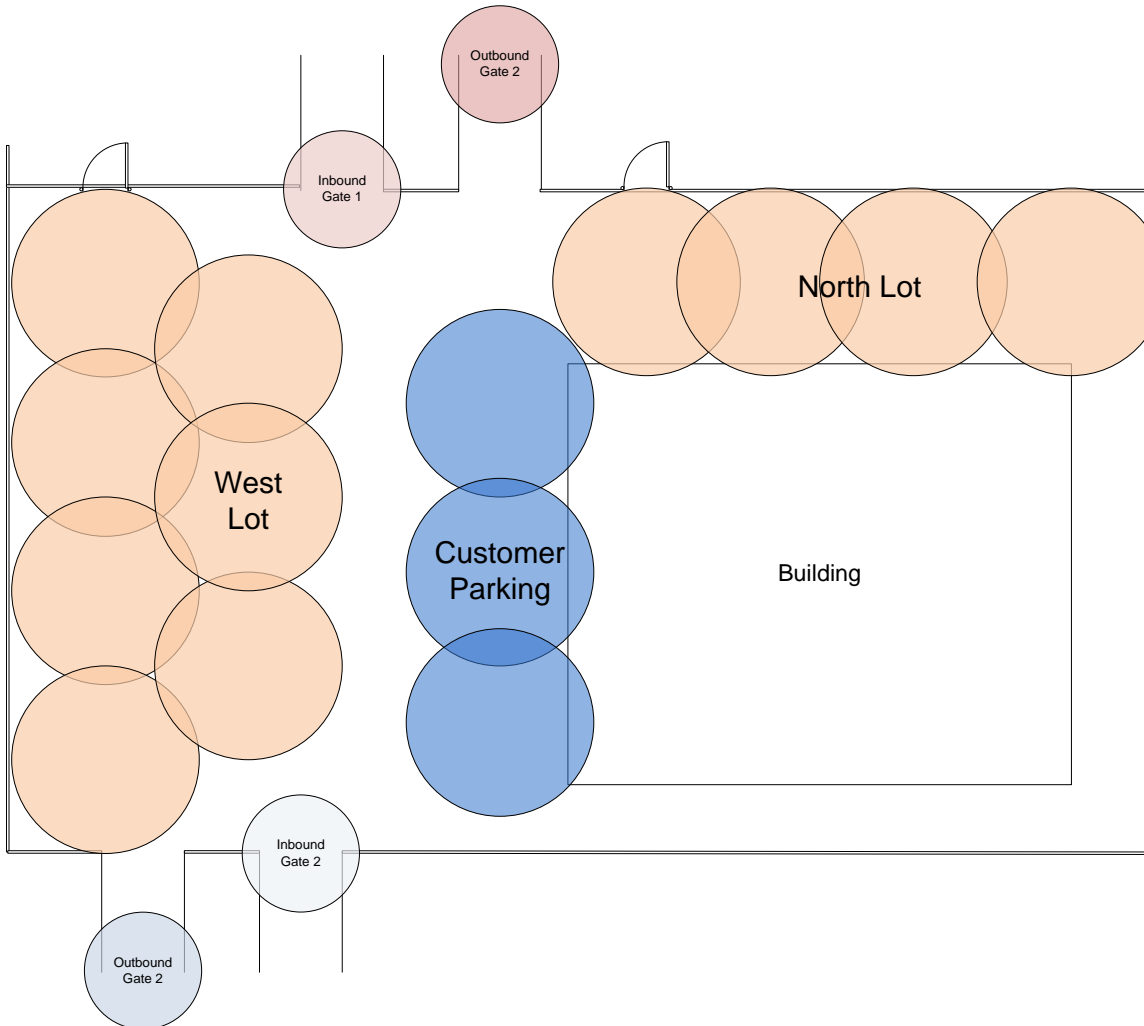 Outbound
Gate 2
Inbound
Gate 1
North Lot
West
Lot
Customer
Parking
Building
Inbound
Gate 2
Outbound
Gate 2